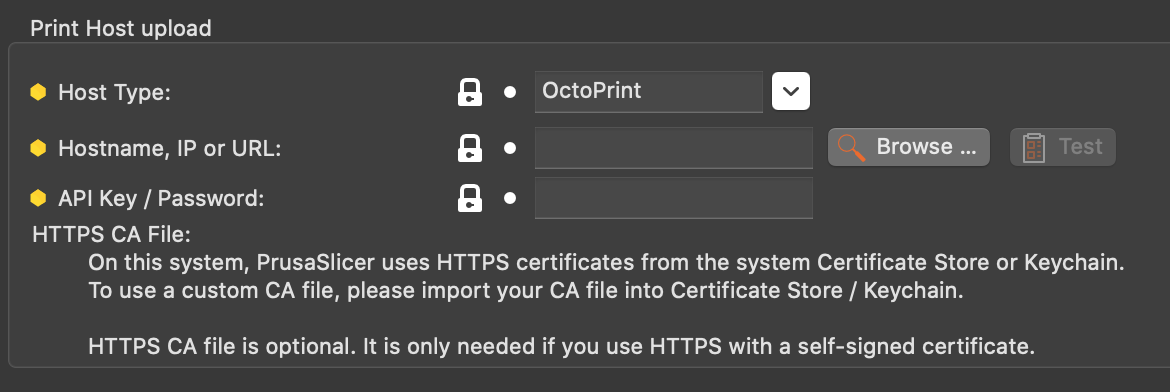 Print Host upload
Host Type: OctoPrint
Hostname, IP or URL: Browse ... Test
API Key / Password:
HTTPS CA File:
On this system, PrusaSlicer uses HTTPS certificates from the system Certificate Store or Keychain.
To use a custom CA file, please import your CA file into Certificate Store / Keychain.
HTTPS CA file is optional. It is only needed if you use HTTPS with a self-signed certificate.